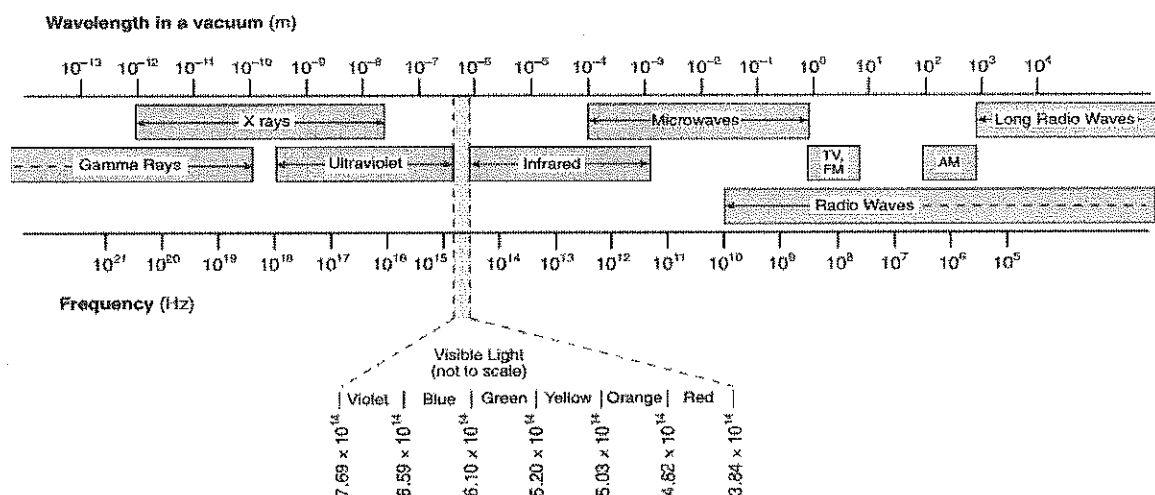 Wavelength in a vacuum (m)
10⁻¹³ 10⁻¹² 10⁻¹¹ 10⁻¹⁰ 10⁻⁹ 10⁻⁸ 10⁻⁷ 10⁻⁶ 10⁻⁵ 10⁻⁴ 10⁻³ 10⁻² 10⁻¹ 10⁰ 10¹ 10² 10³ 10⁴
X rays Microwaves Long Radio Waves
Gamma Rays Ultraviolet Infrared TV, FM AM
Radio Waves
10²¹ 10²⁰ 10¹⁹ 10¹⁸ 10¹⁷ 10¹⁶ 10¹⁵ 10¹⁴ 10¹³ 10¹² 10¹¹ 10¹⁰ 10⁹ 10⁸ 10⁷ 10⁶ 10⁵
Frequency (Hz)
Visible Light
(not to scale)
Violet Blue Green Yellow Orange Red
7.69 × 10¹⁴ 6.59 × 10¹⁴ 6.10 × 10¹⁴ 5.20 × 10¹⁴ 5.03 × 10¹⁴ 4.82 × 10¹⁴ 3.84 × 10¹⁴